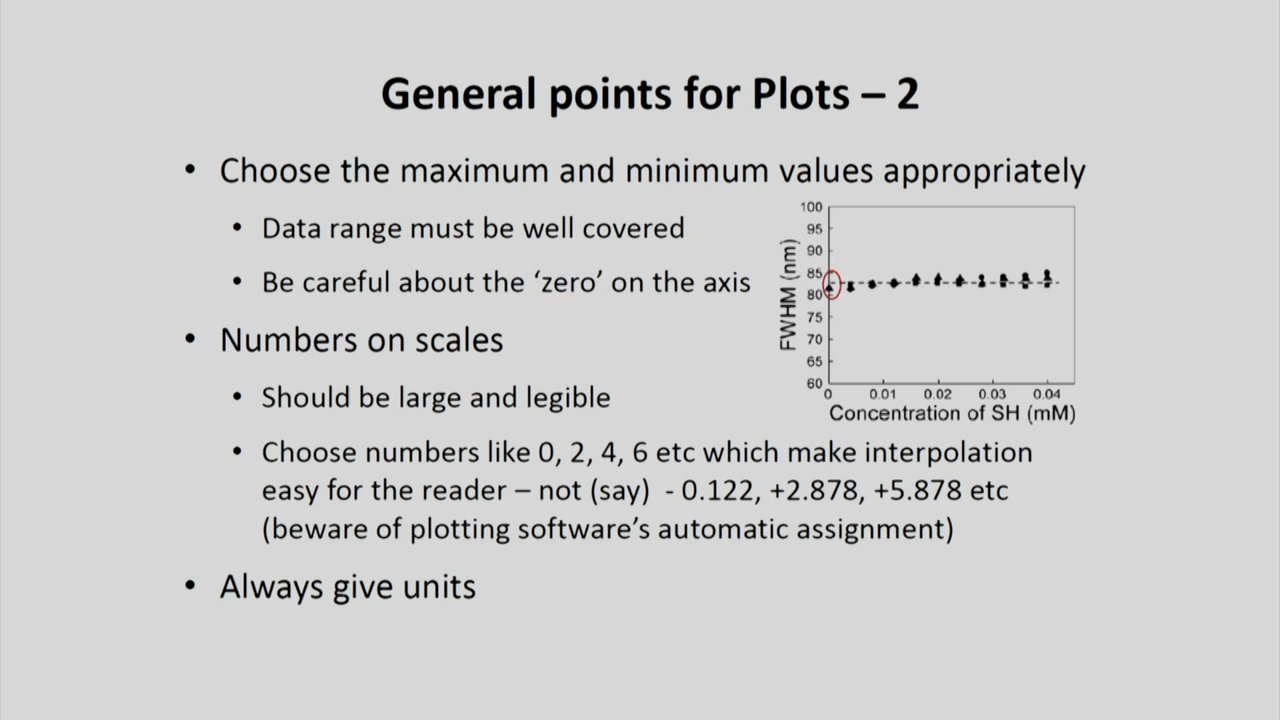 General points for Plots – 2
• Choose the maximum and minimum values appropriately
• Data range must be well covered
• Be careful about the ‘zero’ on the axis
• Numbers on scales
• Should be large and legible
• Choose numbers like 0, 2, 4, 6 etc which make interpolation
easy for the reader – not (say) - 0.122, +2.878, +5.878 etc
(beware of plotting software’s automatic assignment)
• Always give units
FWHM (nm)
100
95
90
85
80
75
70
65
60
0 0.01 0.02 0.03 0.04
Concentration of SH (mM)